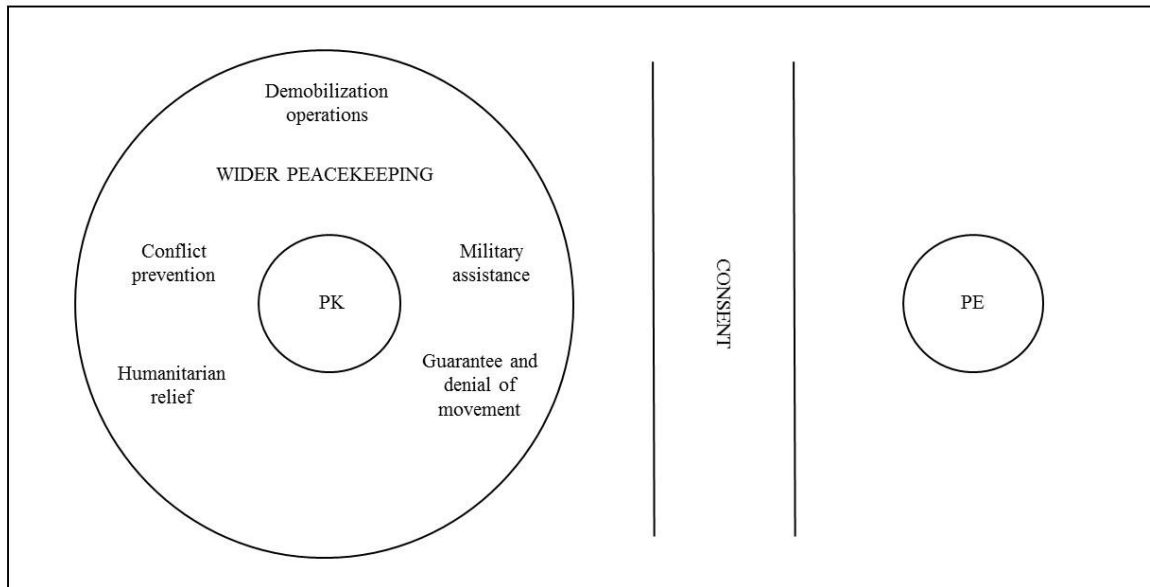 Demobilization
operations
WIDER PEACEKEEPING
Conflict
prevention
Military
assistance
PK
Humanitarian
relief
Guarantee and
denial of
movement
CONSENT
PE